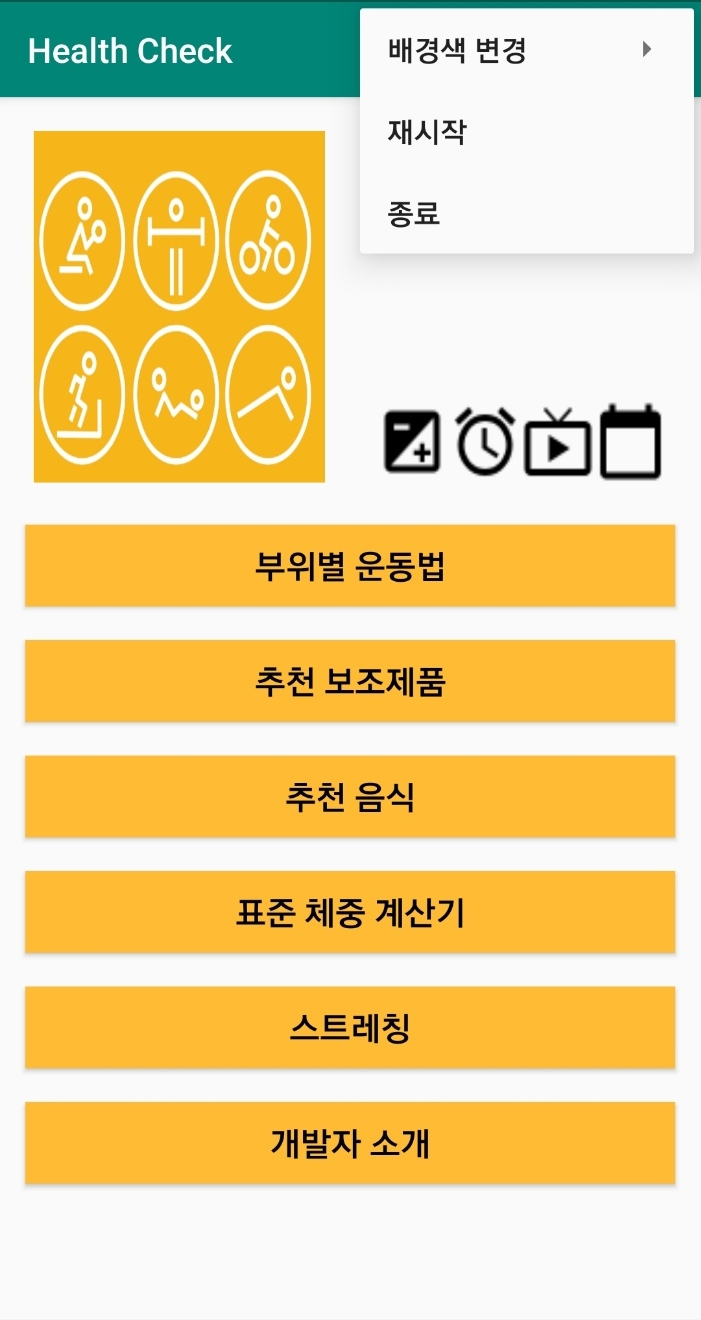 Health Check
배경색 변경
재시작
종료
부위별 운동법
추천 보조제품
추천 음식
표준 체중 계산기
스트레칭
개발자 소개